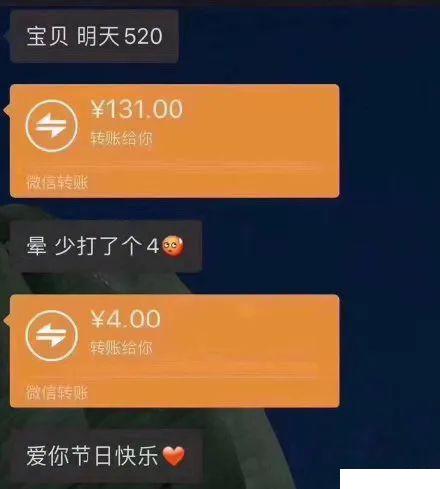 宝贝 明天520
¥131.00
转账给你
微信转账
晕 少打了个4🥺
¥4.00
转账给你
微信转账
爱你节日快乐❤️